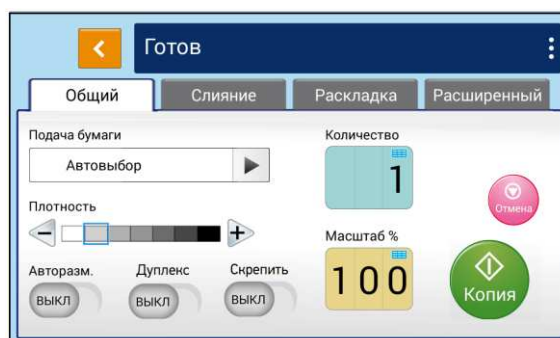 Готов
Общий Слияние Раскладка Расширенный
Подача бумаги Количество
Автовыбор 1
Отмена
Плотность
Масштаб %
Авторазм. Дуплекс Скрепить 100
ВЫКЛ ВЫКЛ ВЫКЛ Копия